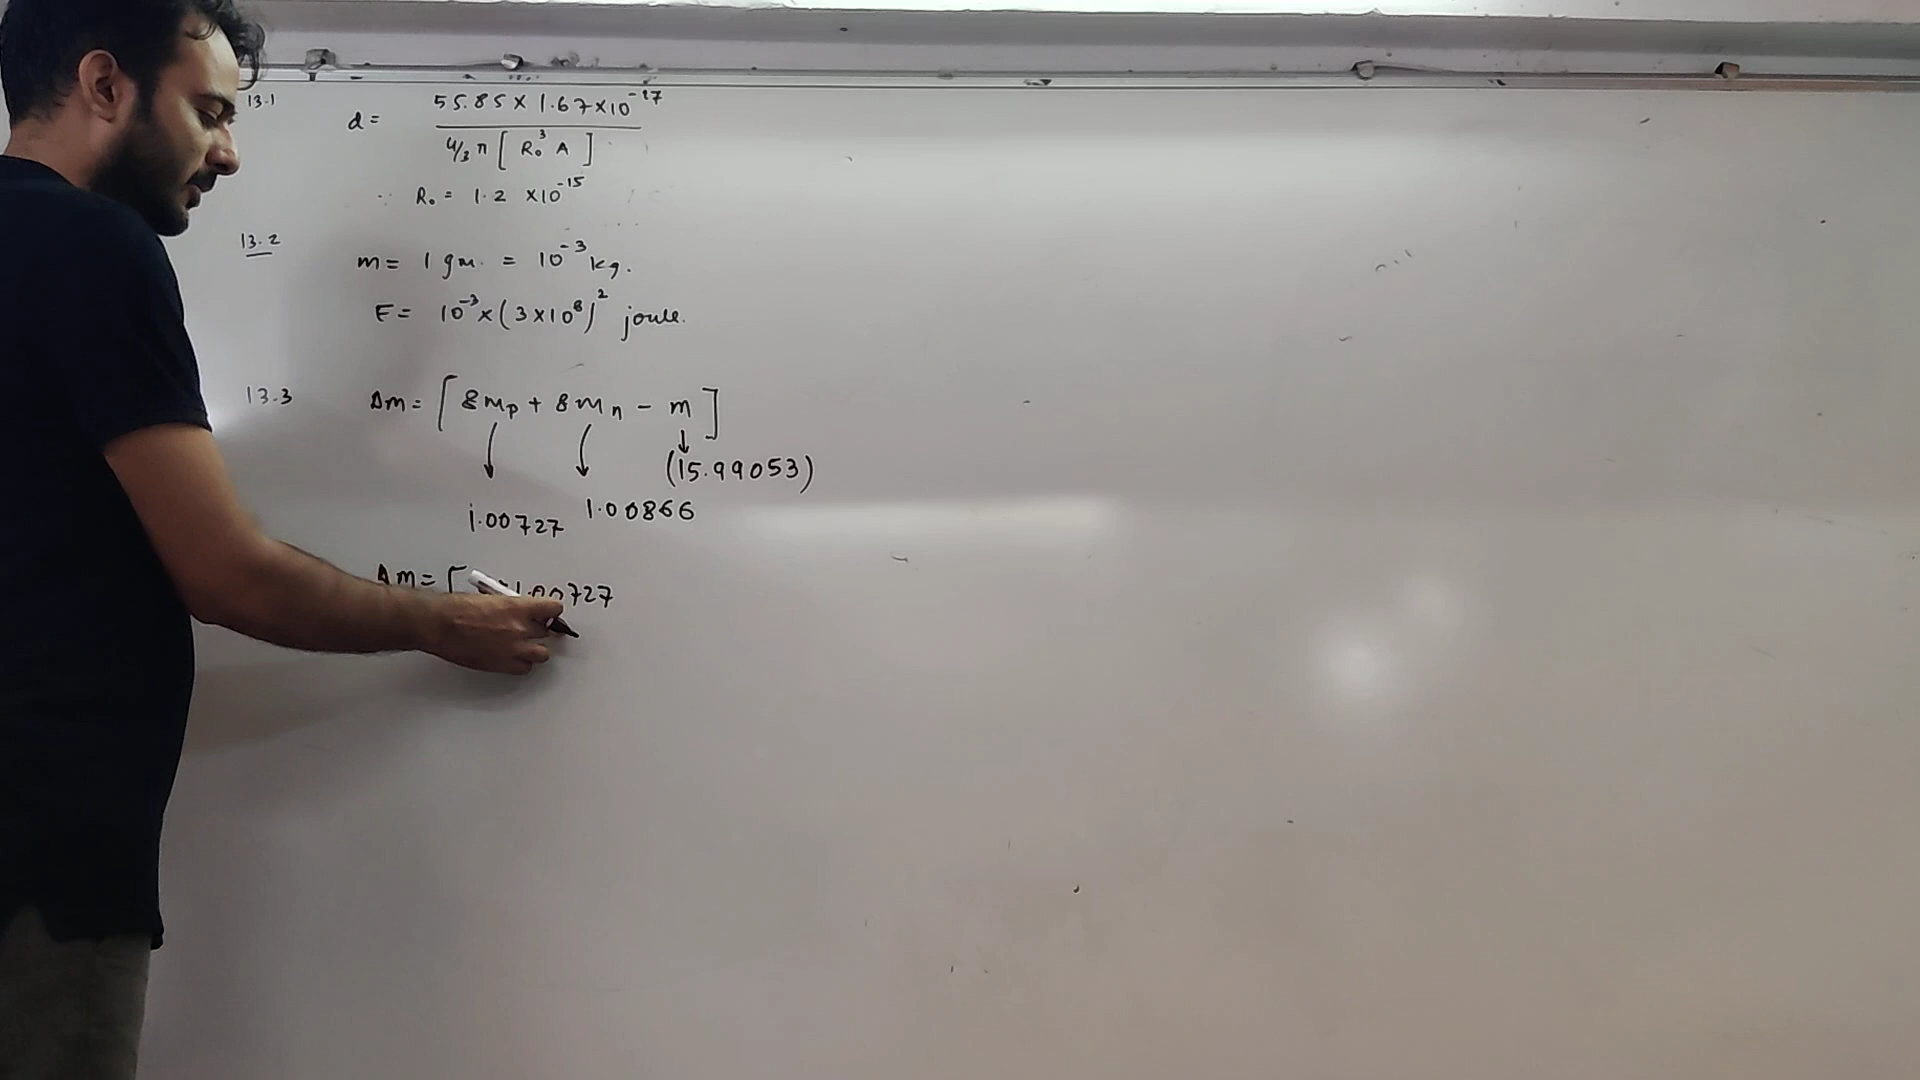 13.1
d = 55.85 × 1.67 × 10⁻²⁷
4/3 π [ R₀³ A ]
∵ R₀ = 1.2 × 10⁻¹⁵
13.2
m = 1 gm. = 10⁻³ kg.
E = 10⁻³ × (3 × 10⁸)² joule.
13.3
Δm = [ 8mp + 8mn − m ]
(15.99053)
1.00727 1.00866
Δm = [ 1.00727